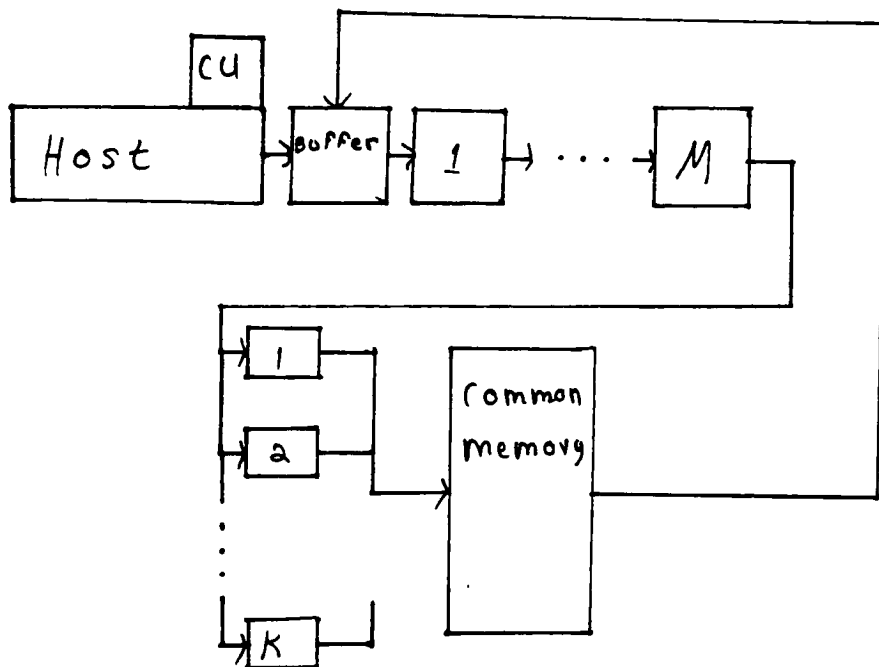 CU
Host
Buffer
1
. . . .
M
1
Common
memory
2
K